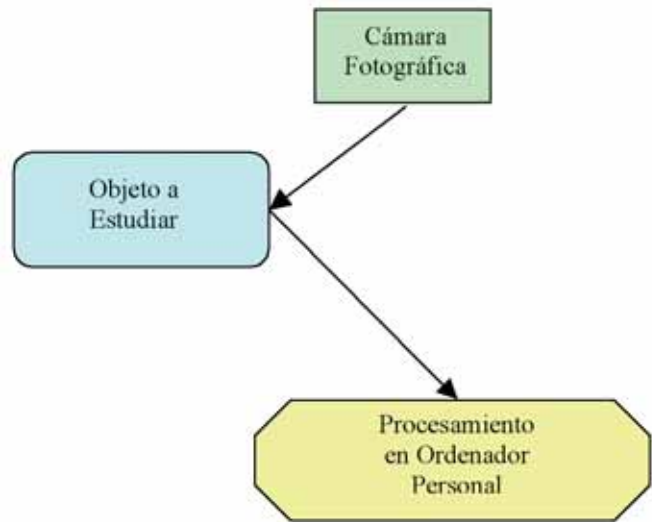 Cámara
Fotográfica
Objeto a
Estudiar
Procesamiento
en Ordenador
Personal